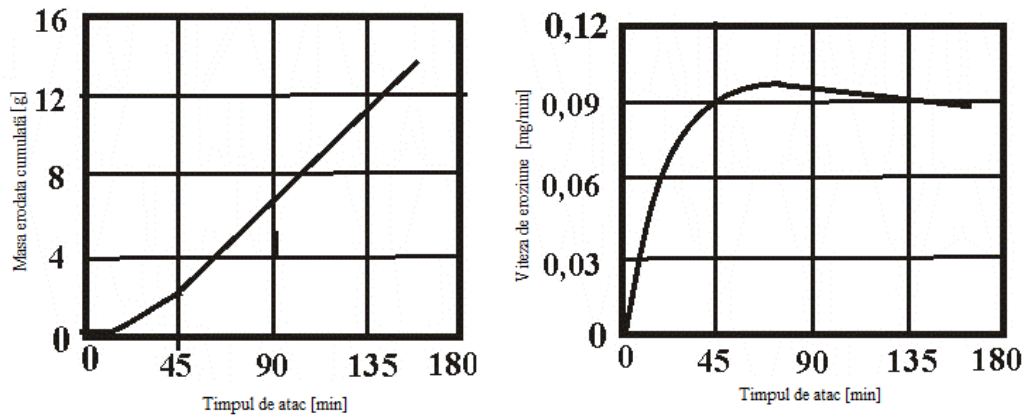 16
12
8
4
0
0 45 90 135 180
Masa erodata cumulată [g]
Timpul de atac [min]
0,12
0,09
0,06
0,03
0
0 45 90 135 180
Viteza de eroziune [mg/min]
Timpul de atac [min]